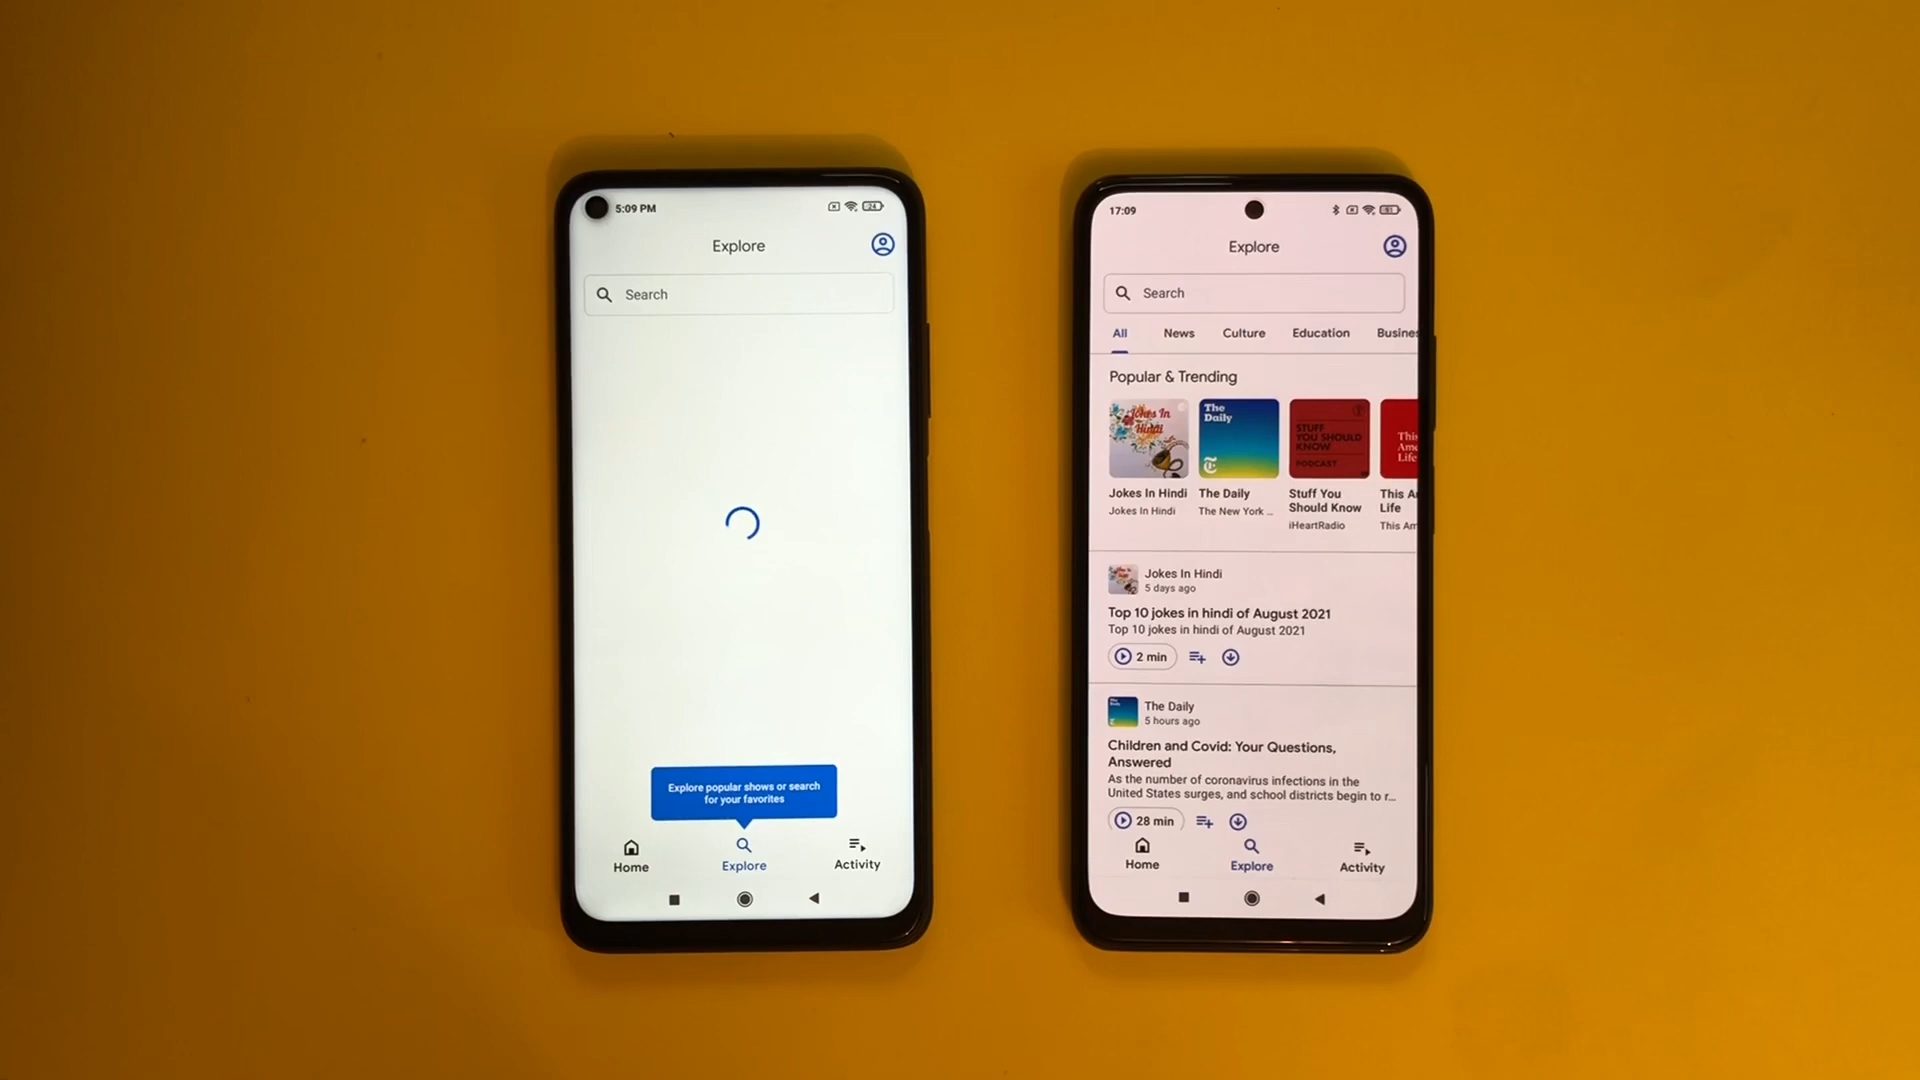 5:09 PM
24
Explore
Search
Explore popular shows or search
for your favorites
Home
Explore
Activity
17:09
Explore
Search
All
News
Culture
Education
Busines
Popular & Trending
Jokes In
Hindi
The
Daily
STUFF
YOU SHOULD
KNOW
PODCAST
This
Ame
Life
Jokes In Hindi
Jokes In Hindi
The Daily
The New York ...
Stuff You
Should Know
iHeartRadio
This A
Life
This Am
Jokes In Hindi
5 days ago
Top 10 jokes in hindi of August 2021
Top 10 jokes in hindi of August 2021
2 min
The Daily
5 hours ago
Children and Covid: Your Questions,
Answered
As the number of coronavirus infections in the
United States surges, and school districts begin to r...
28 min
Home
Explore
Activity